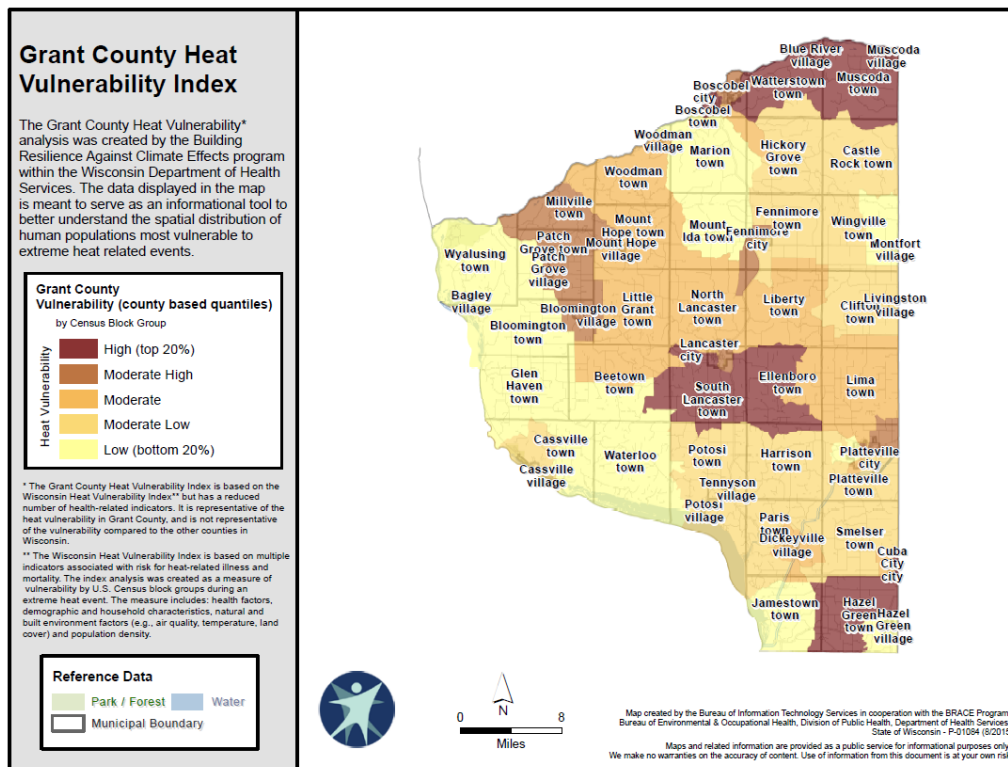 Grant County Heat
Vulnerability Index
The Grant County Heat Vulnerability*
analysis was created by the Building
Resilience Against Climate Effects program
within the Wisconsin Department of Health
Services. The data displayed in the map
is meant to serve as an informational tool to
better understand the spatial distribution of
human populations most vulnerable to
extreme heat related events.
Grant County
Vulnerability (county based quantiles)
by Census Block Group
Heat Vulnerability
High (top 20%)
Moderate High
Moderate
Moderate Low
Low (bottom 20%)
* The Grant County Heat Vulnerability Index is based on the
Wisconsin Heat Vulnerability Index** but has a reduced
number of health-related indicators. It is representative of the
heat vulnerability in Grant County, and is not representative
of the vulnerability compared to the other counties in
Wisconsin.
** The Wisconsin Heat Vulnerability Index is based on multiple
indicators associated with risk for heat-related illness and
mortality. The index analysis was created as a measure of
vulnerability by U.S. Census block groups during an
extreme heat event. The measure includes: health factors,
demographic and household characteristics, natural and
built environment factors (e.g., air quality, temperature, land
cover) and population density.
Reference Data
Park / Forest
Water
Municipal Boundary
Blue River
village
Muscoda
village
Watterstown
town
Muscoda
town
Boscobel
city
Boscobel
town
Woodman
village
Marion
town
Hickory
Grove
town
Castle
Rock town
Woodman
town
Millville
town
Mount
Hope town
Mount Hope
village
Mount
Ida town
Fennimore
town
Fennimore
city
Wingville
town
Montfort
village
Patch
Grove town
Patch
Grove
village
Wyalusing
town
Bagley
village
Bloomington
village
Bloomington
town
Little
Grant
town
North
Lancaster
town
Liberty
town
Clifton
town
Livingston
village
Lancaster
city
Glen
Haven
town
Beetown
town
South
Lancaster
town
Ellenboro
town
Lima
town
Cassville
town
Cassville
village
Waterloo
town
Potosi
town
Harrison
town
Platteville
city
Platteville
town
Tennyson
village
Potosi
village
Paris
town
Dickeyville
village
Smelser
town
Cuba
City
city
Jamestown
town
Hazel
Green
town
Hazel
Green
village
N
0 8
Miles
Map created by the Bureau of Information Technology Services in cooperation with the BRACE Program
Bureau of Environmental & Occupational Health, Division of Public Health, Department of Health Services
State of Wisconsin - P-01084 (8/2015
Maps and related information are provided as a public service for informational purposes only
We make no warranties on the accuracy of content. Use of information from this document is at your own risk